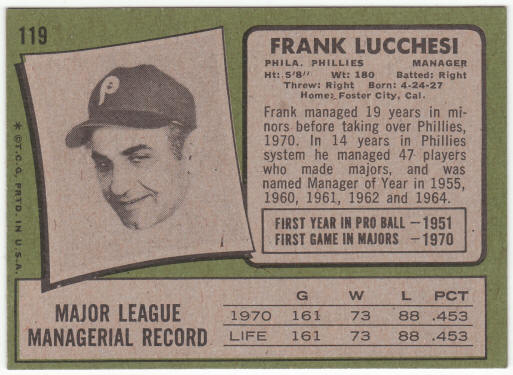 119
P
* ©T.C.G. PRTD. IN U.S.A.
FRANK LUCCHESI
PHILA. PHILLIES MANAGER
Ht: 5'8" Wt: 180 Batted: Right
Threw: Right Born: 4-24-27
Home: Foster City, Cal.
Frank managed 19 years in mi-
nors before taking over Phillies,
1970. In 14 years in Phillies
system he managed 47 players
who made majors, and was
named Manager of Year in 1955,
1960, 1961, 1962 and 1964.
FIRST YEAR IN PRO BALL —1951
FIRST GAME IN MAJORS —1970
MAJOR LEAGUE
MANAGERIAL RECORD
G W L PCT
1970 161 73 88 .453
LIFE 161 73 88 .453